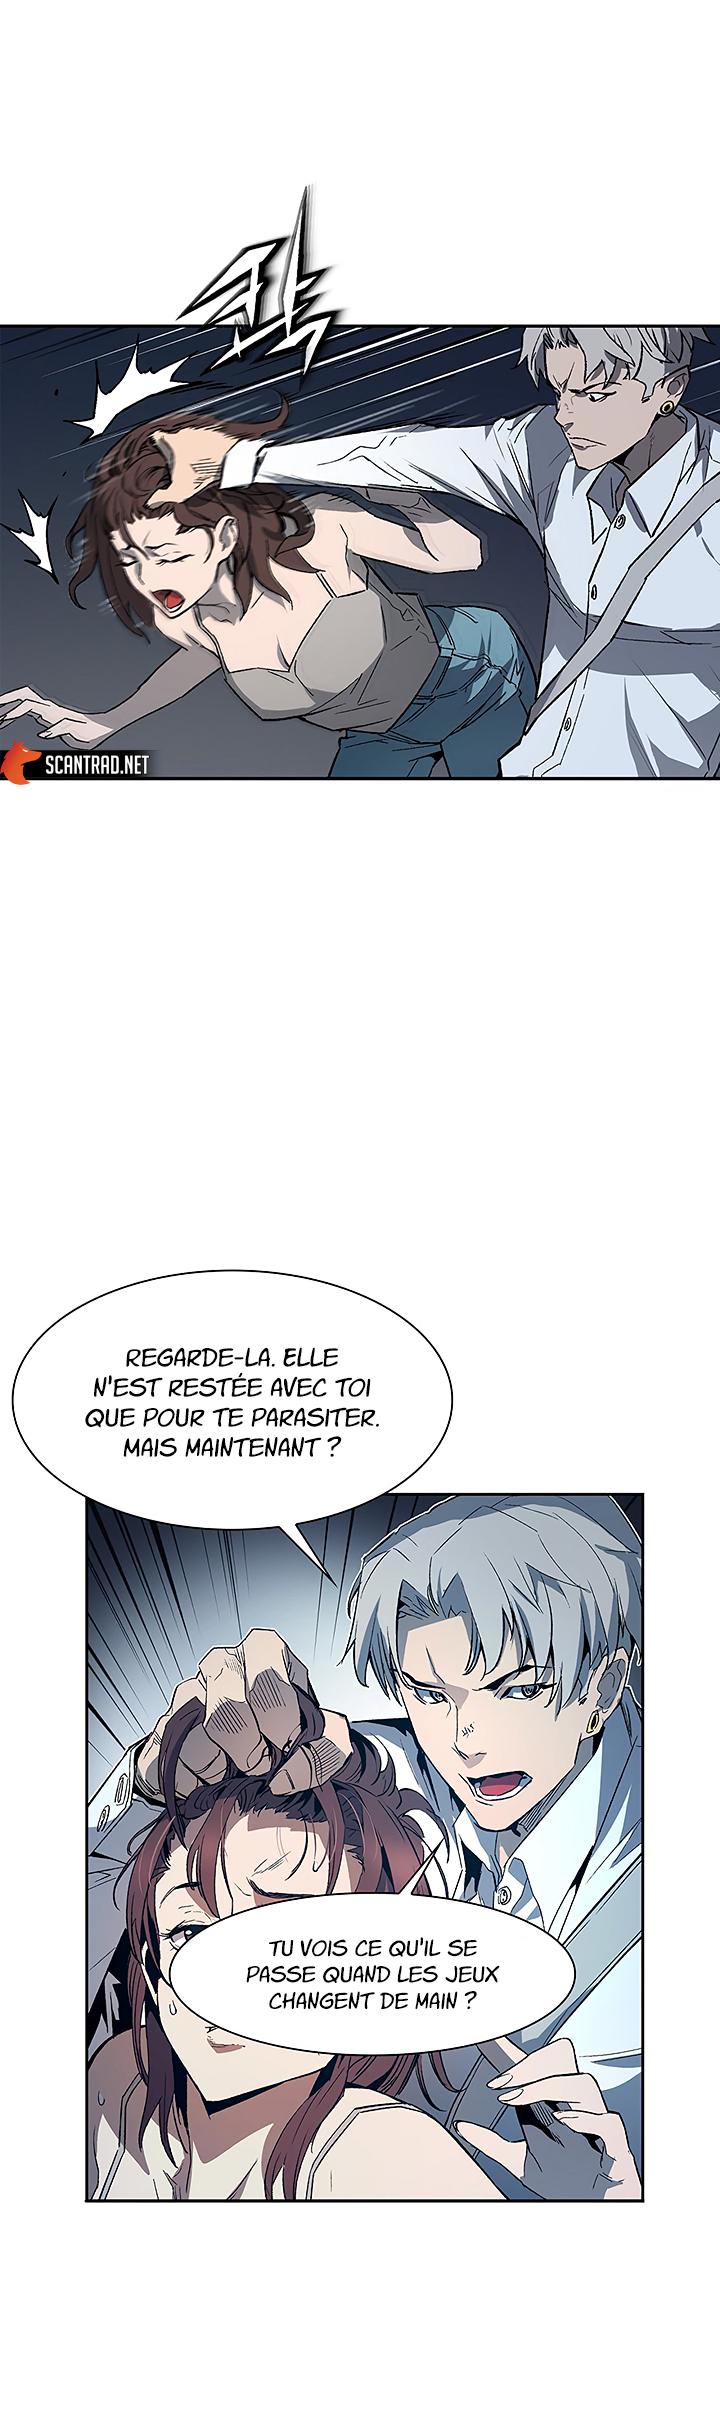 콱
SCANTRAD.NET
REGARDE-LA. ELLE
N'EST RESTÉE AVEC TOI
QUE POUR TE PARASITER.
MAIS MAINTENANT ?
TU VOIS CE QU'IL SE
PASSE QUAND LES JEUX
CHANGENT DE MAIN ?